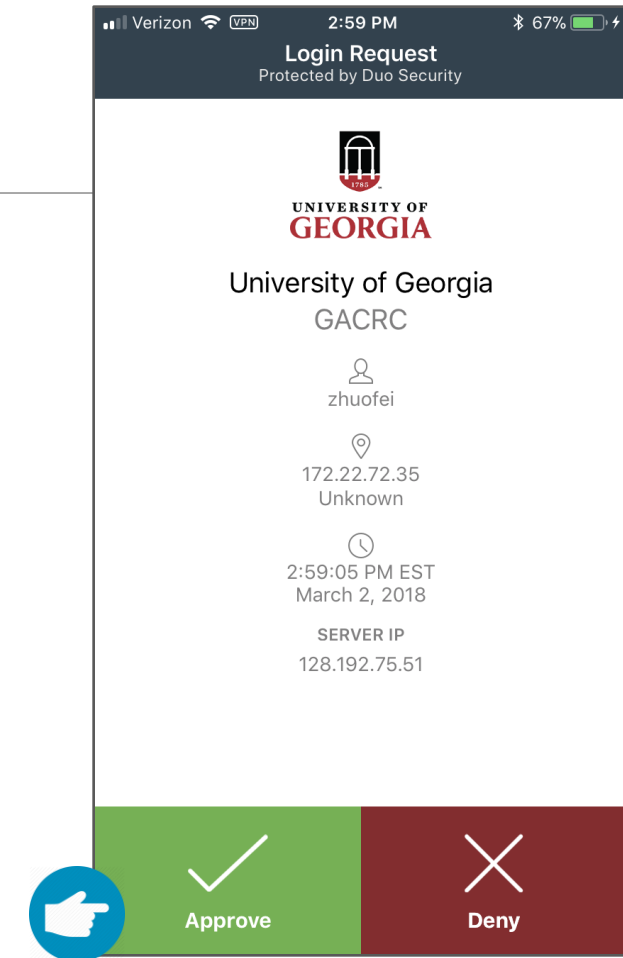 Verizon VPN 2:59 PM 67%
Login Request
Protected by Duo Security
1785
UNIVERSITY OF
GEORGIA
University of Georgia
GACRC
zhuofei
172.22.72.35
Unknown
2:59:05 PM EST
March 2, 2018
SERVER IP
128.192.75.51
Approve Deny